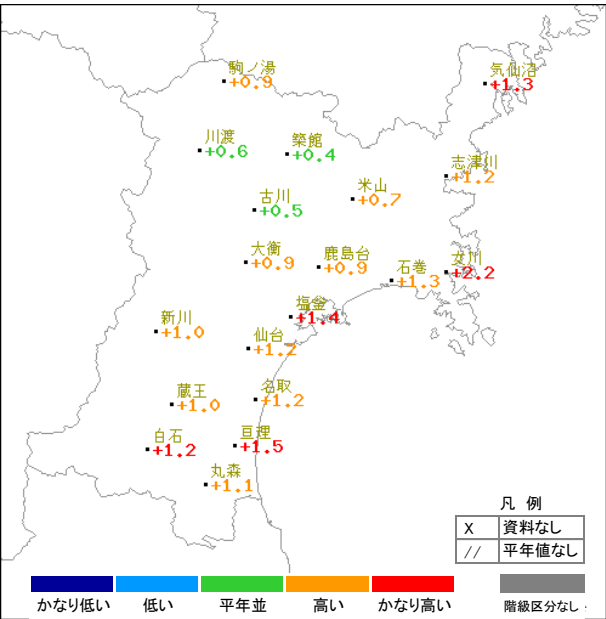 駒ノ湯
+0.9
気仙沼
+1.3
川渡
+0.6
築館
+0.4
志津川
+1.2
米山
+0.7
古川
+0.5
大衡
+0.9
鹿島台
+0.9
石巻
+1.3
女川
+2.2
塩釜
+1.4
新川
+1.0
仙台
+1.2
蔵王
+1.0
名取
+1.2
白石
+1.2
亘理
+1.5
丸森
+1.1
凡 例
X 資料なし
// 平年値なし
かなり低い 低い 平年並 高い かなり高い 階級区分なし